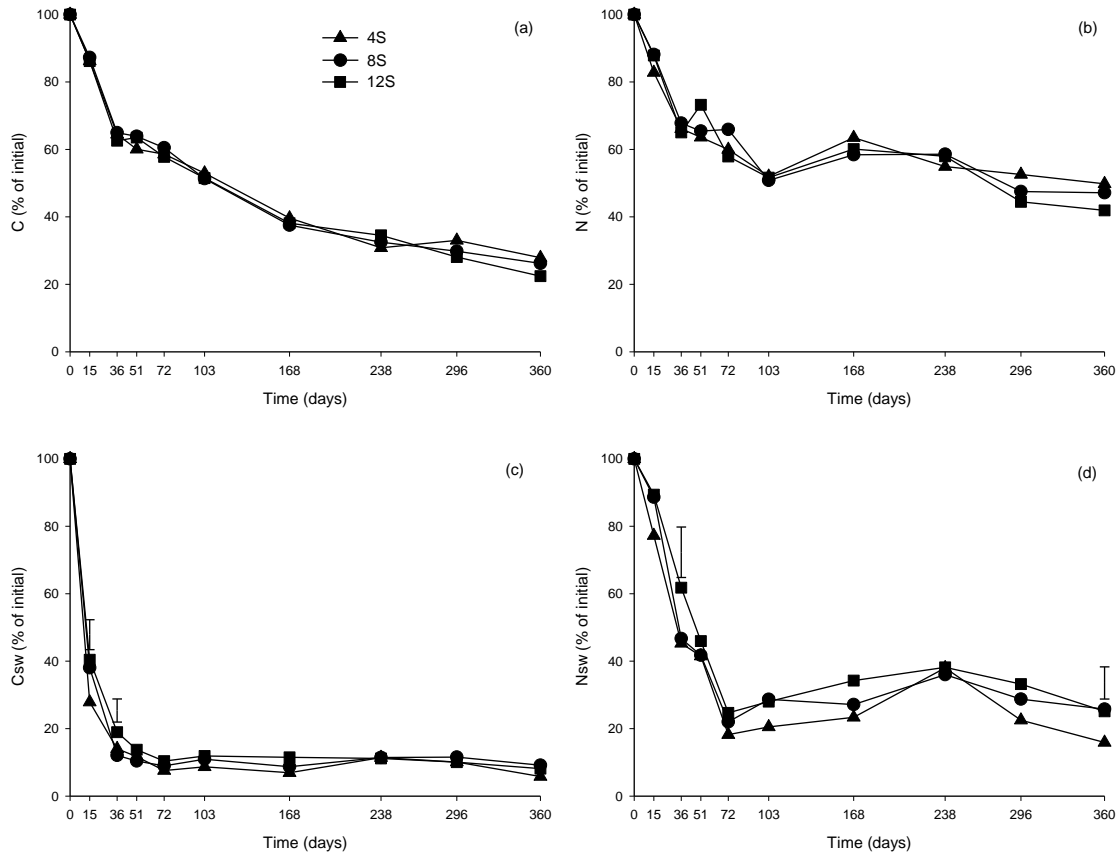 (a)
4S
8S
12S
C (% of initial)
100
80
60
40
20
0
0 15 36 51 72 103 168 238 296 360
Time (days)
(b)
N (% of initial)
100
80
60
40
20
0
0 15 36 51 72 103 168 238 296 360
Time (days)
(c)
Csw (% of initial)
100
80
60
40
20
0
0 15 36 51 72 103 168 238 296 360
Time (days)
(d)
Nsw (% of initial)
100
80
60
40
20
0
0 15 36 51 72 103 168 238 296 360
Time (days)